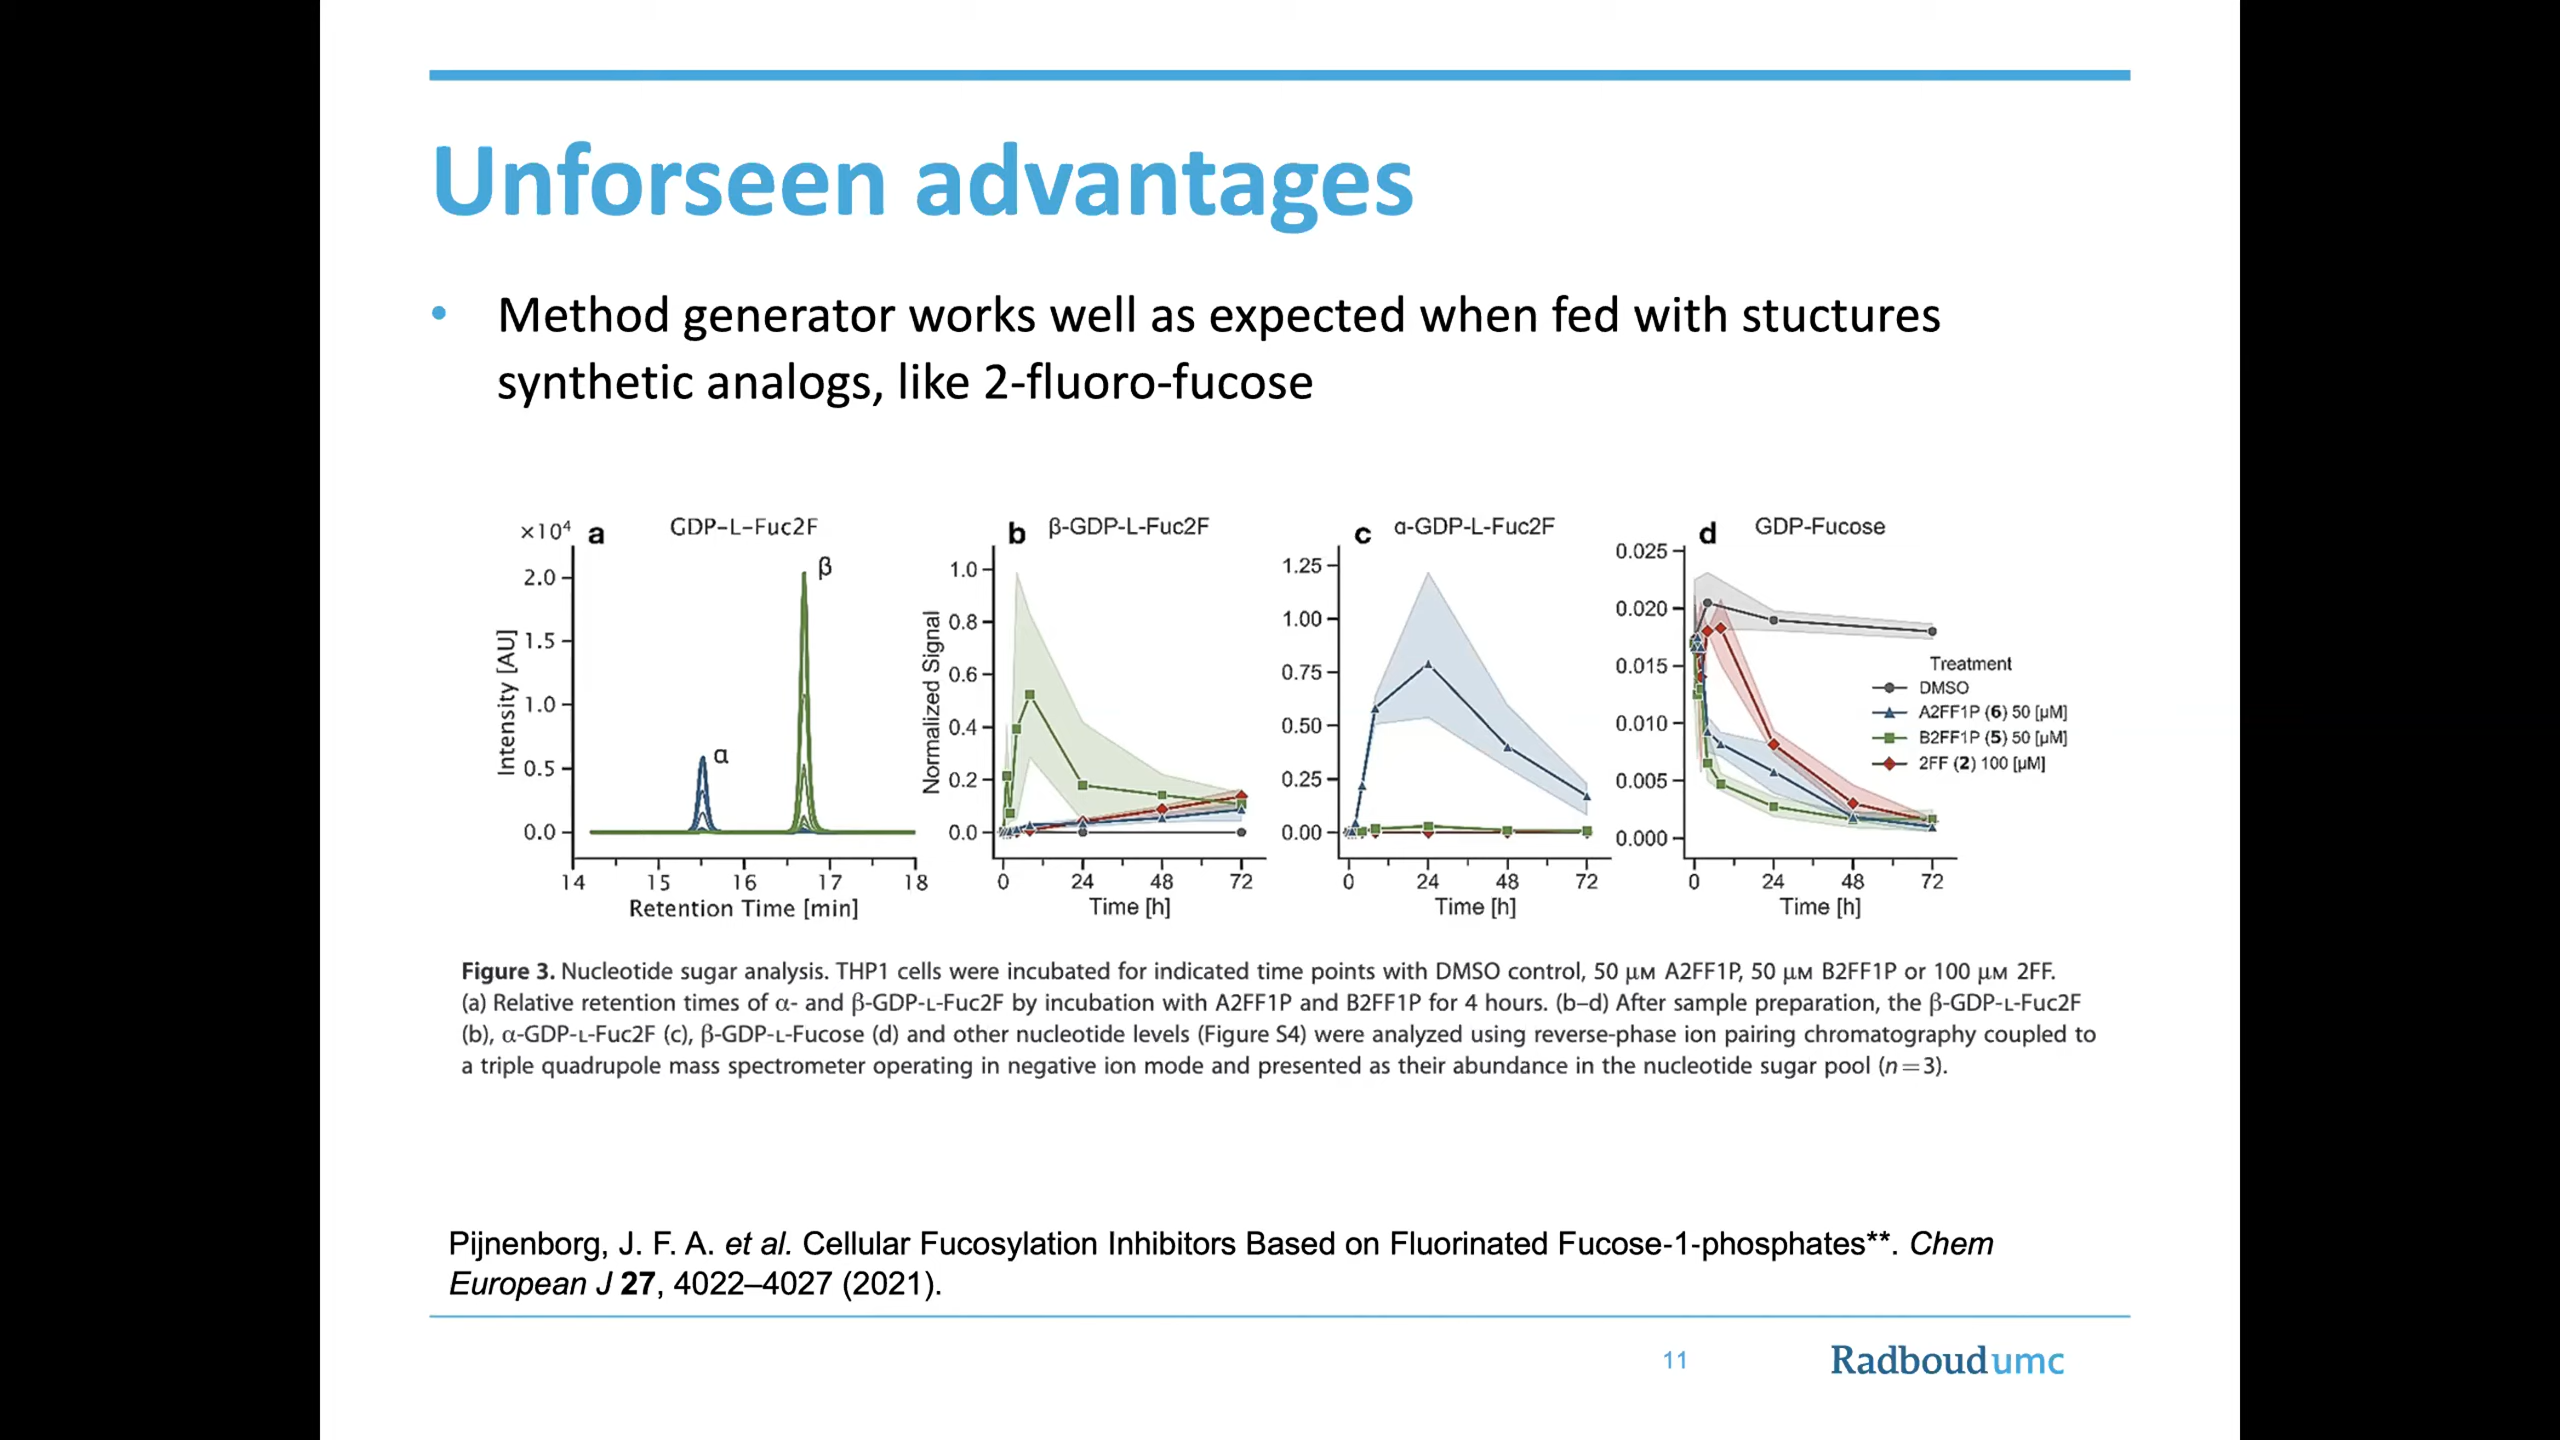 Unforseen advantages
• Method generator works well as expected when fed with stuctures
synthetic analogs, like 2-fluoro-fucose
×10⁴ a GDP-L-Fuc2F
β
α
2.0
1.5
1.0
0.5
0.0
Intensity [AU]
14 15 16 17 18
Retention Time [min]
b β-GDP-L-Fuc2F
1.0
0.8
0.6
0.4
0.2
0.0
Normalized Signal
0 24 48 72
Time [h]
c α-GDP-L-Fuc2F
1.25
1.00
0.75
0.50
0.25
0.00
0 24 48 72
Time [h]
d GDP-Fucose
0.025
0.020
0.015
0.010
0.005
0.000
0 24 48 72
Time [h]
Treatment
DMSO
A2FF1P (6) 50 [µM]
B2FF1P (5) 50 [µM]
2FF (2) 100 [µM]
Figure 3. Nucleotide sugar analysis. THP1 cells were incubated for indicated time points with DMSO control, 50 μM A2FF1P, 50 μM B2FF1P or 100 μM 2FF.
(a) Relative retention times of α- and β-GDP-L-Fuc2F by incubation with A2FF1P and B2FF1P for 4 hours. (b–d) After sample preparation, the β-GDP-L-Fuc2F
(b), α-GDP-L-Fuc2F (c), β-GDP-L-Fucose (d) and other nucleotide levels (Figure S4) were analyzed using reverse-phase ion pairing chromatography coupled to
a triple quadrupole mass spectrometer operating in negative ion mode and presented as their abundance in the nucleotide sugar pool (n=3).
Pijnenborg, J. F. A. et al. Cellular Fucosylation Inhibitors Based on Fluorinated Fucose-1-phosphates**. Chem
European J 27, 4022–4027 (2021).
11
Radboudumc